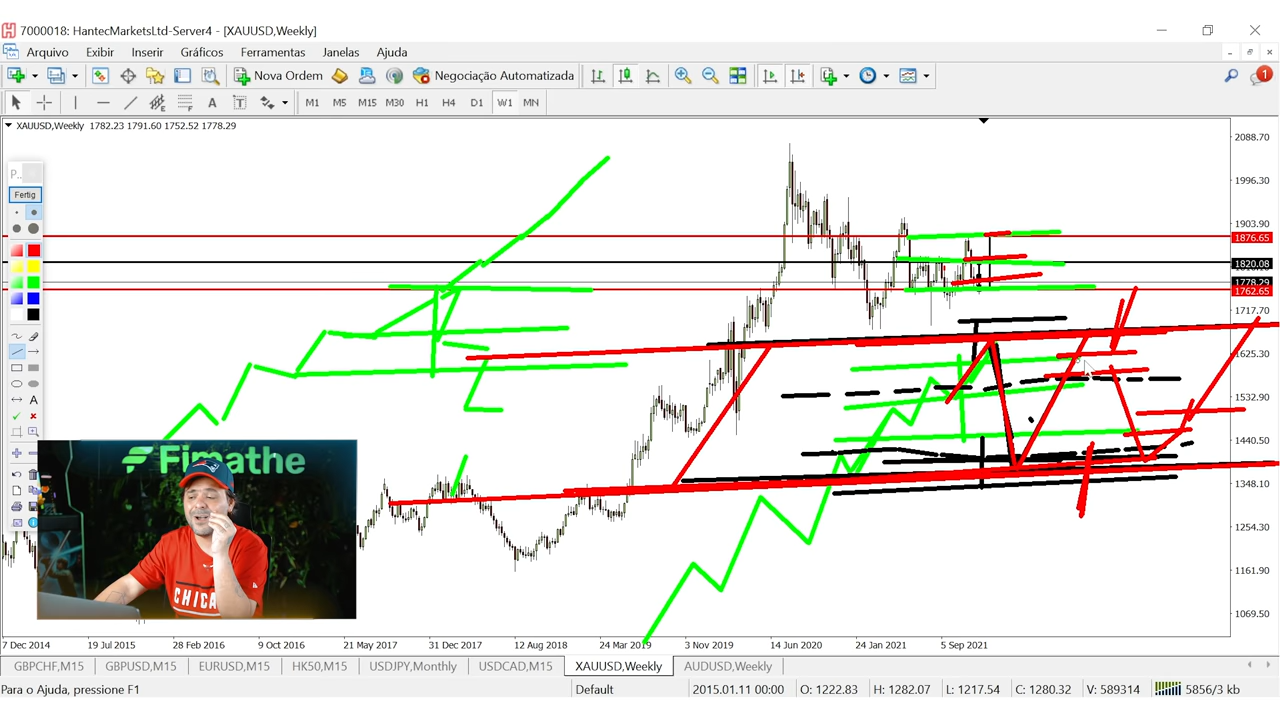 7000018: HantecMarketsLtd-Server4 - [XAUUSD,Weekly]
Arquivo Exibir Inserir Gráficos Ferramentas Janelas Ajuda
Nova Ordem Negociação Automatizada 1
A T M1 M5 M15 M30 H1 H4 D1 W1 MN
XAUUSD,Weekly 1782.23 1791.60 1752.52 1778.29
2088.70
P..
1996.30
Fertig
1903.90
1876.65
1820.08
1778.29
1762.65
1717.70
1625.30
A
1532.90
1440.50
Fimathe
1348.10
1254.30
1161.90
CHICA
1069.50
7 Dec 2014 19 Jul 2015 28 Feb 2016 9 Oct 2016 21 May 2017 31 Dec 2017 12 Aug 2018 24 Mar 2019 3 Nov 2019 14 Jun 2020 24 Jan 2021 5 Sep 2021
GBPCHF,M15 GBPUSD,M15 EURUSD,M15 HK50,M15 USDJPY,Monthly USDCAD,M15 XAUUSD,Weekly AUDUSD,Weekly
Para o Ajuda, pressione F1 Default 2015.01.11 00:00 O: 1222.83 H: 1282.07 L: 1217.54 C: 1280.32 V: 589314 5856/3 kb